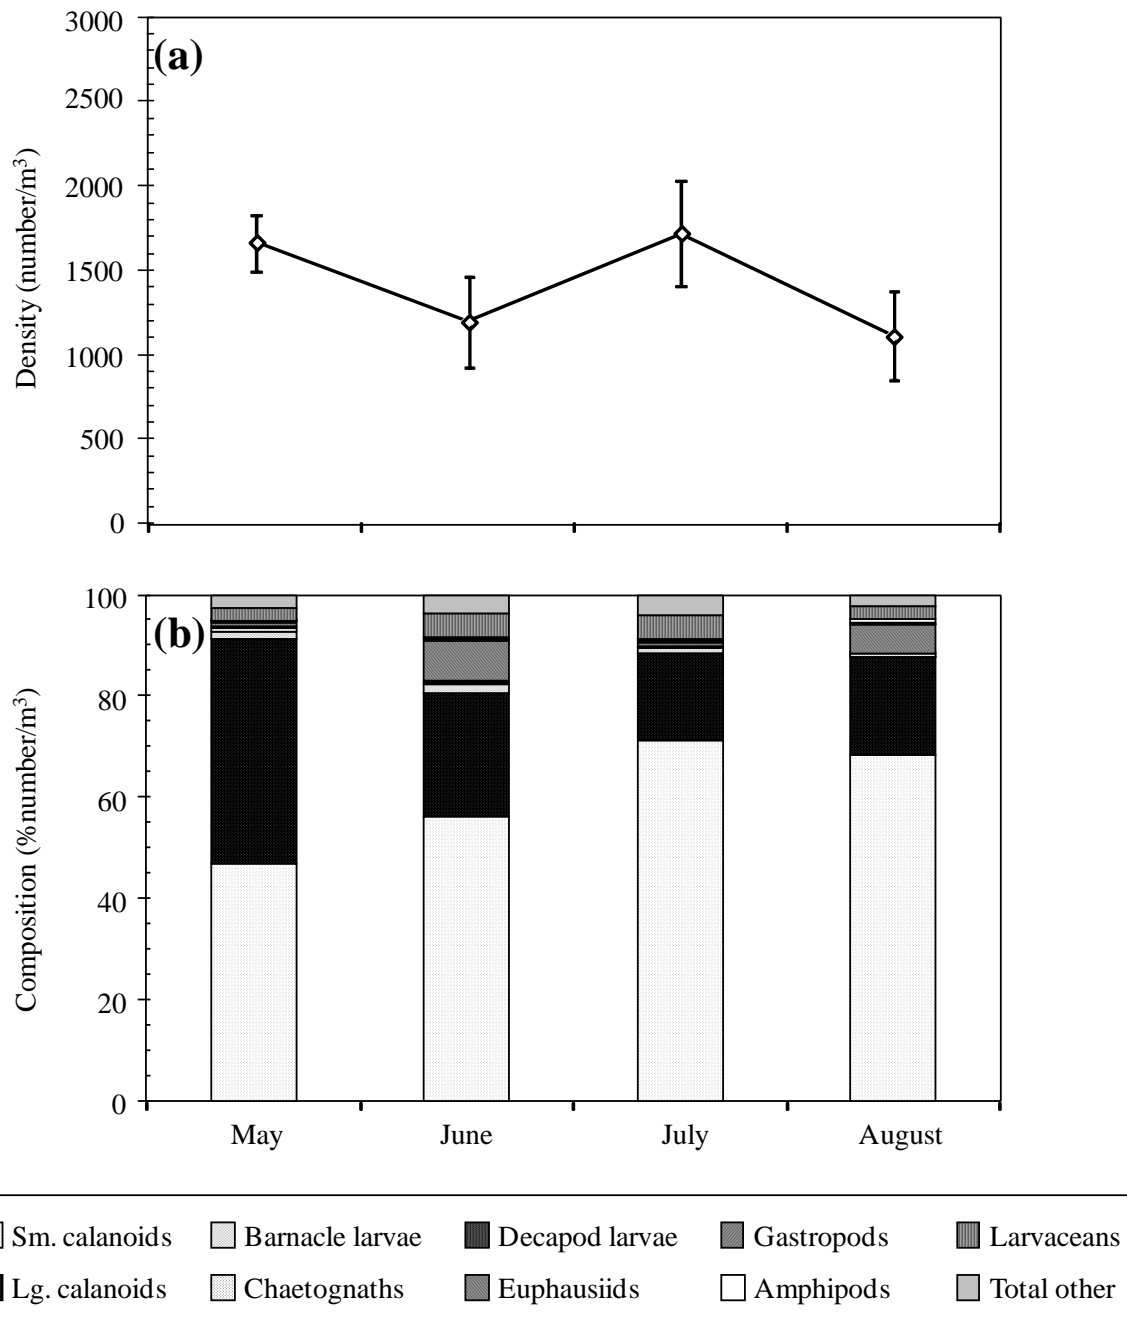 3000
(a)
2500
2000
1500
1000
500
0
Density (number/m³)
100
(b)
80
60
40
20
0
Composition (%number/m³)
May June July August
Sm. calanoids Barnacle larvae Decapod larvae Gastropods Larvaceans
Lg. calanoids Chaetognaths Euphausiids Amphipods Total other